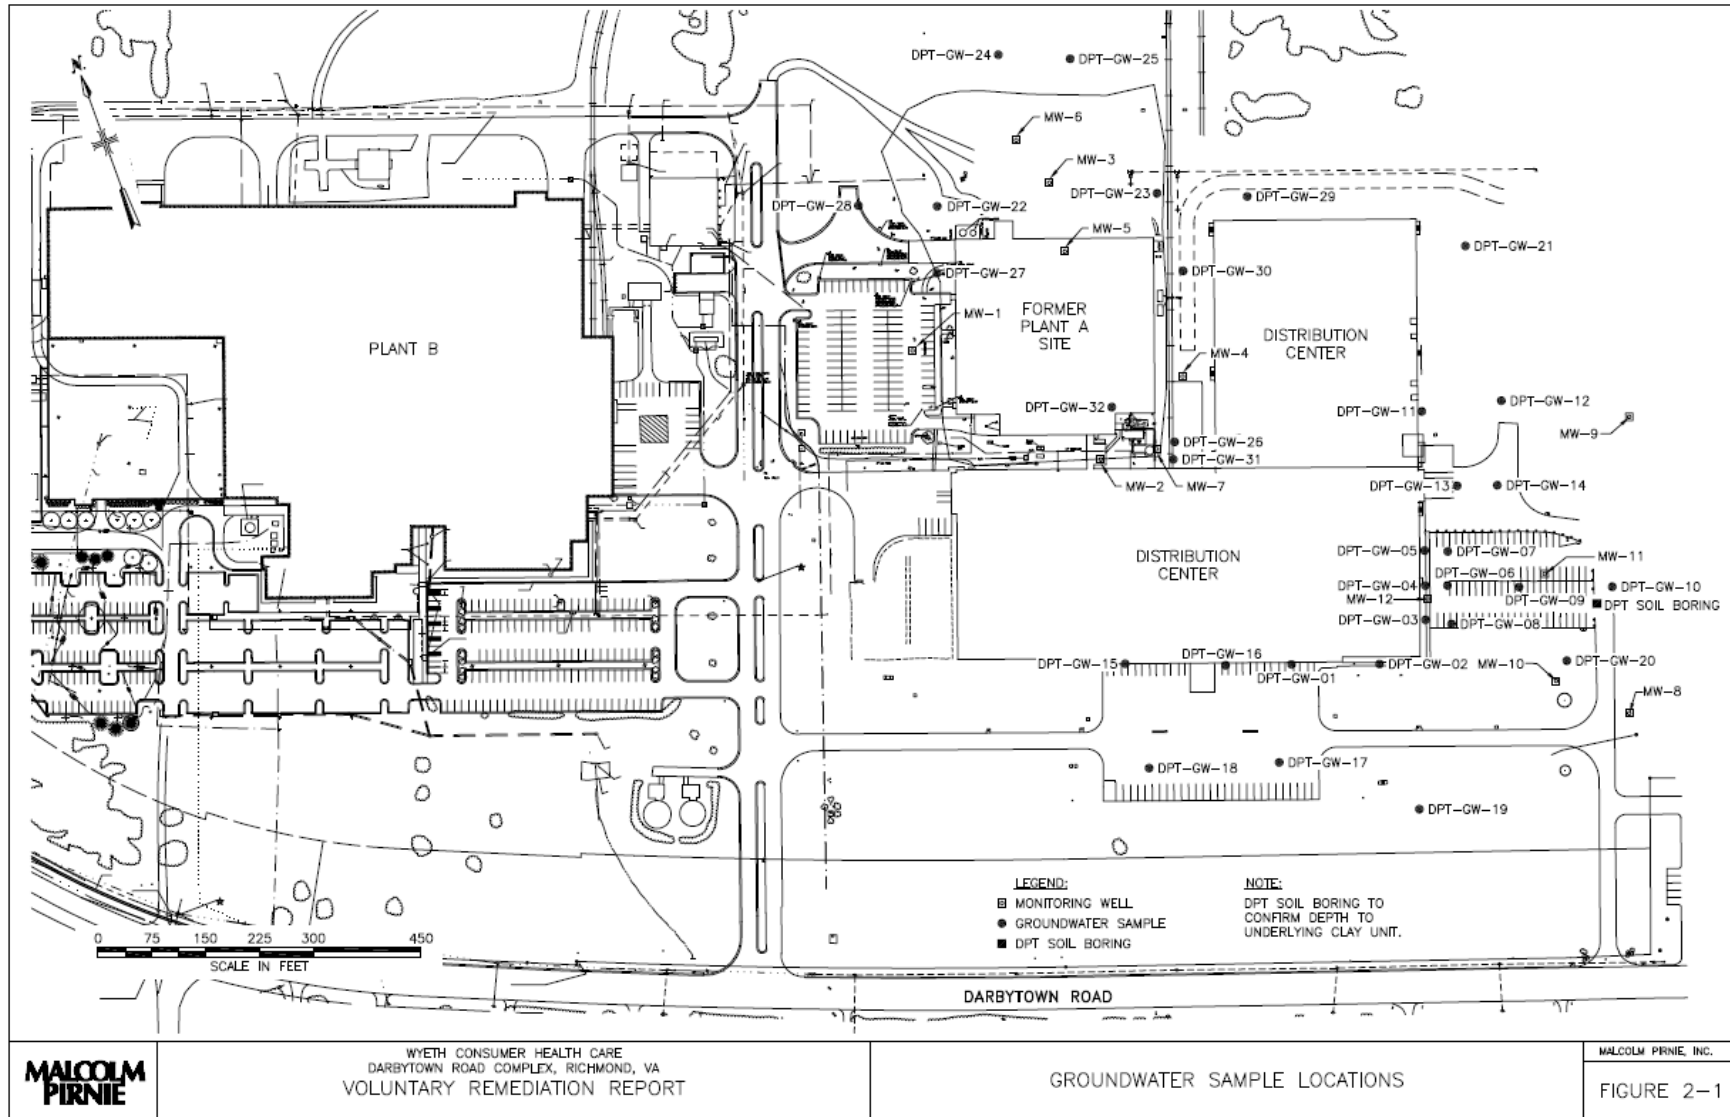 N.
DPT-GW-24
DPT-GW-25
MW-6
MW-3
DPT-GW-23
DPT-GW-29
DPT-GW-28
DPT-GW-22
MW-5
DPT-GW-21
DPT-GW-27
DPT-GW-30
MW-1
FORMER
PLANT A
SITE
DISTRIBUTION
CENTER
PLANT B
MW-4
DPT-GW-32
DPT-GW-11
DPT-GW-12
MW-9
DPT-GW-26
DPT-GW-31
MW-2
MW-7
DPT-GW-13
DPT-GW-14
DISTRIBUTION
CENTER
DPT-GW-05
DPT-GW-07
MW-11
DPT-GW-06
DPT-GW-04
DPT-GW-10
MW-12
DPT-GW-09
DPT SOIL BORING
DPT-GW-03
DPT-GW-08
DPT-GW-15
DPT-GW-16
DPT-GW-01
DPT-GW-02
MW-10
DPT-GW-20
MW-8
DPT-GW-18
DPT-GW-17
DPT-GW-19
LEGEND:
MONITORING WELL
GROUNDWATER SAMPLE
DPT SOIL BORING
NOTE:
DPT SOIL BORING TO
CONFIRM DEPTH TO
UNDERLYING CLAY UNIT.
0 75 150 225 300 450
SCALE IN FEET
DARBYTOWN ROAD
MALCOLM
PIRNIE
WYETH CONSUMER HEALTH CARE
DARBYTOWN ROAD COMPLEX, RICHMOND, VA
VOLUNTARY REMEDIATION REPORT
GROUNDWATER SAMPLE LOCATIONS
MALCOLM PIRNIE, INC.
FIGURE 2-1